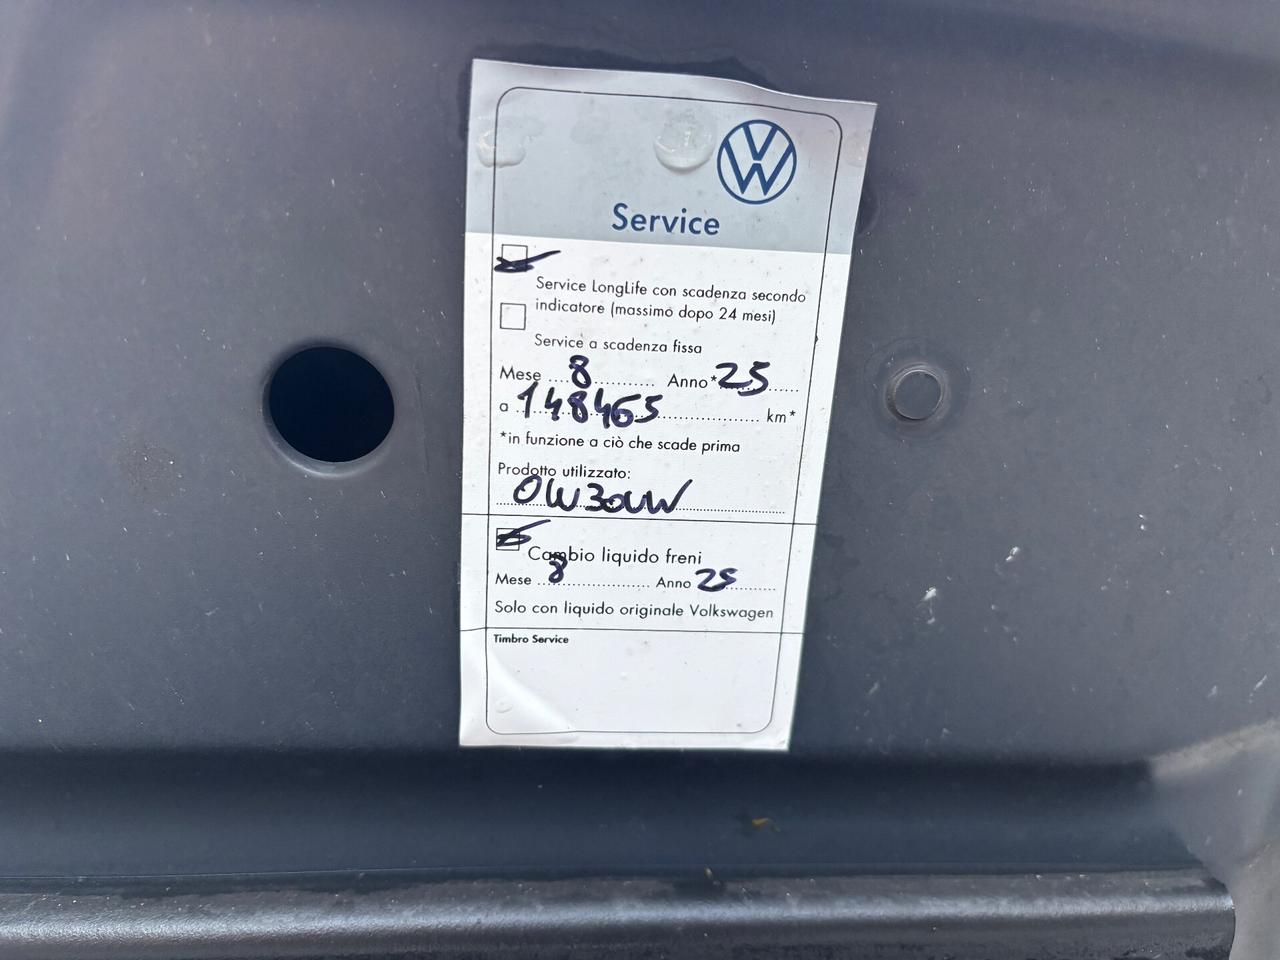 Service
Service LongLife con scadenza secondo
indicatore (massimo dopo 24 mesi)
Service a scadenza fissa
Mese 8 Anno* 25
a 148465 km*
*in funzione a ciò che scade prima
Prodotto utilizzato:
0W30UW
Cambio liquido freni
Mese 8 Anno 25
Solo con liquido originale Volkswagen
Timbro Service